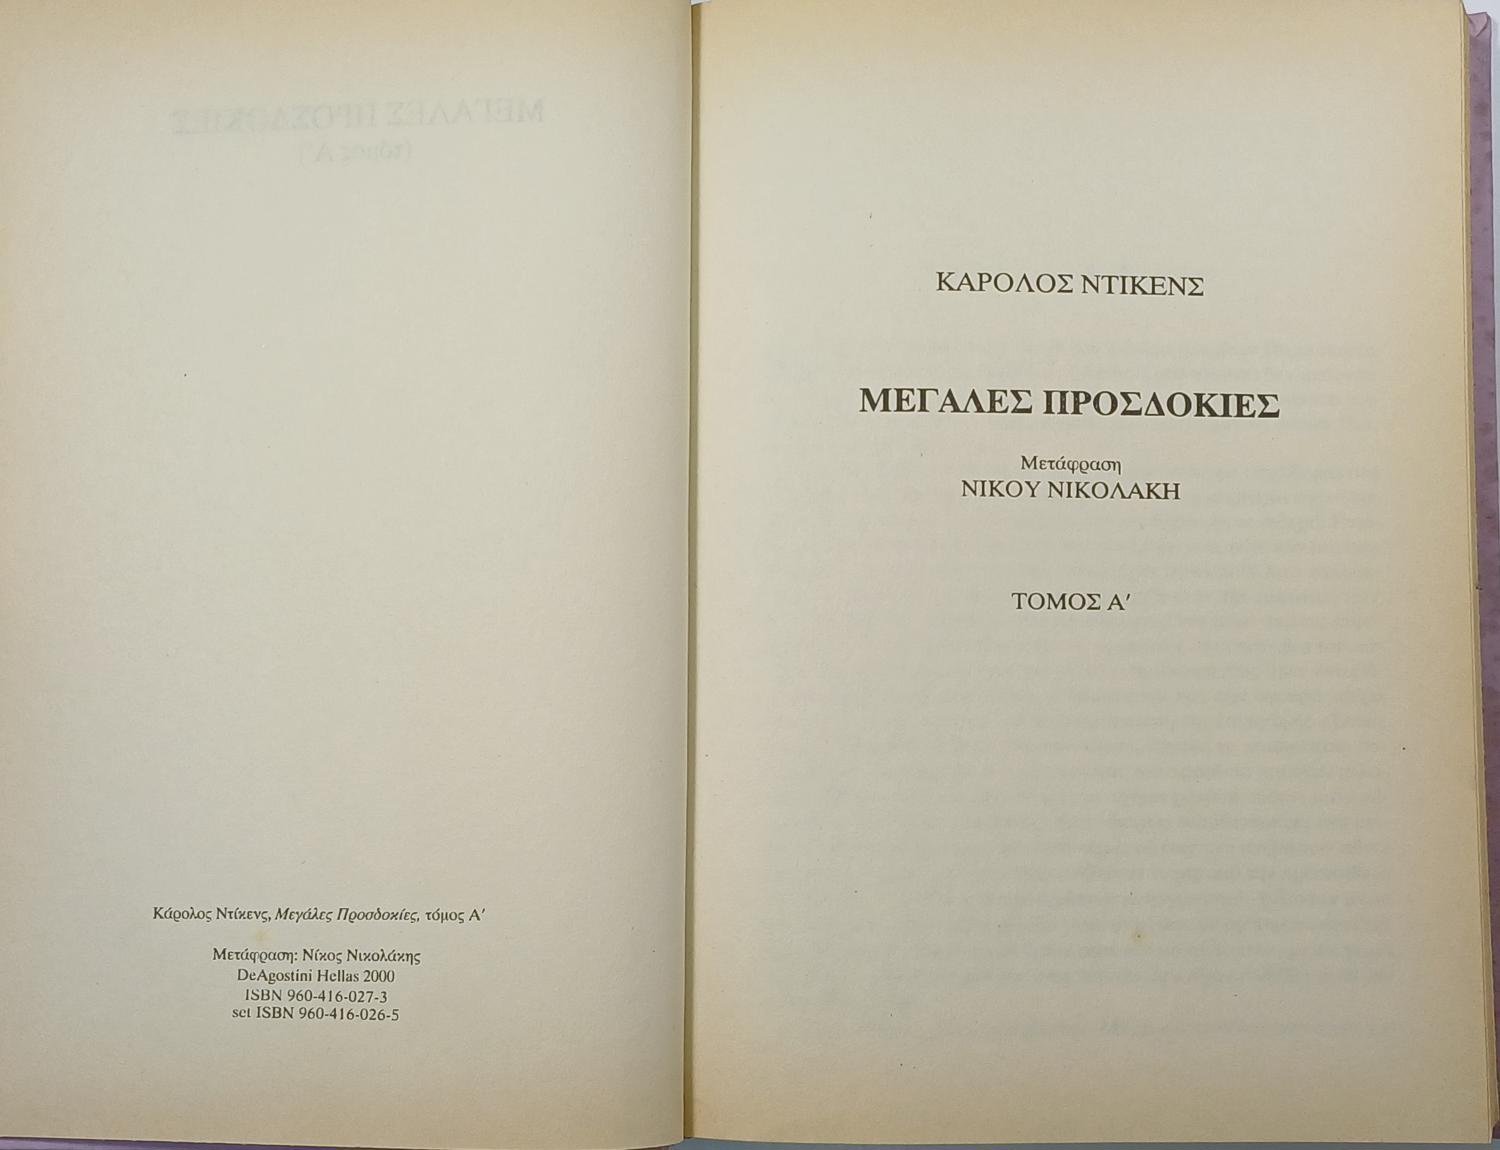 Κάρολος Ντίκενς, Μεγάλες Προσδοκίες, τόμος Α'
Μετάφραση: Νίκος Νικολάκης
DeAgostini Hellas 2000
ISBN 960-416-027-3
set ISBN 960-416-026-5
ΚΑΡΟΛΟΣ ΝΤΙΚΕΝΣ
ΜΕΓΑΛΕΣ ΠΡΟΣΔΟΚΙΕΣ
Μετάφραση
ΝΙΚΟΥ ΝΙΚΟΛΑΚΗ
ΤΟΜΟΣ Α'